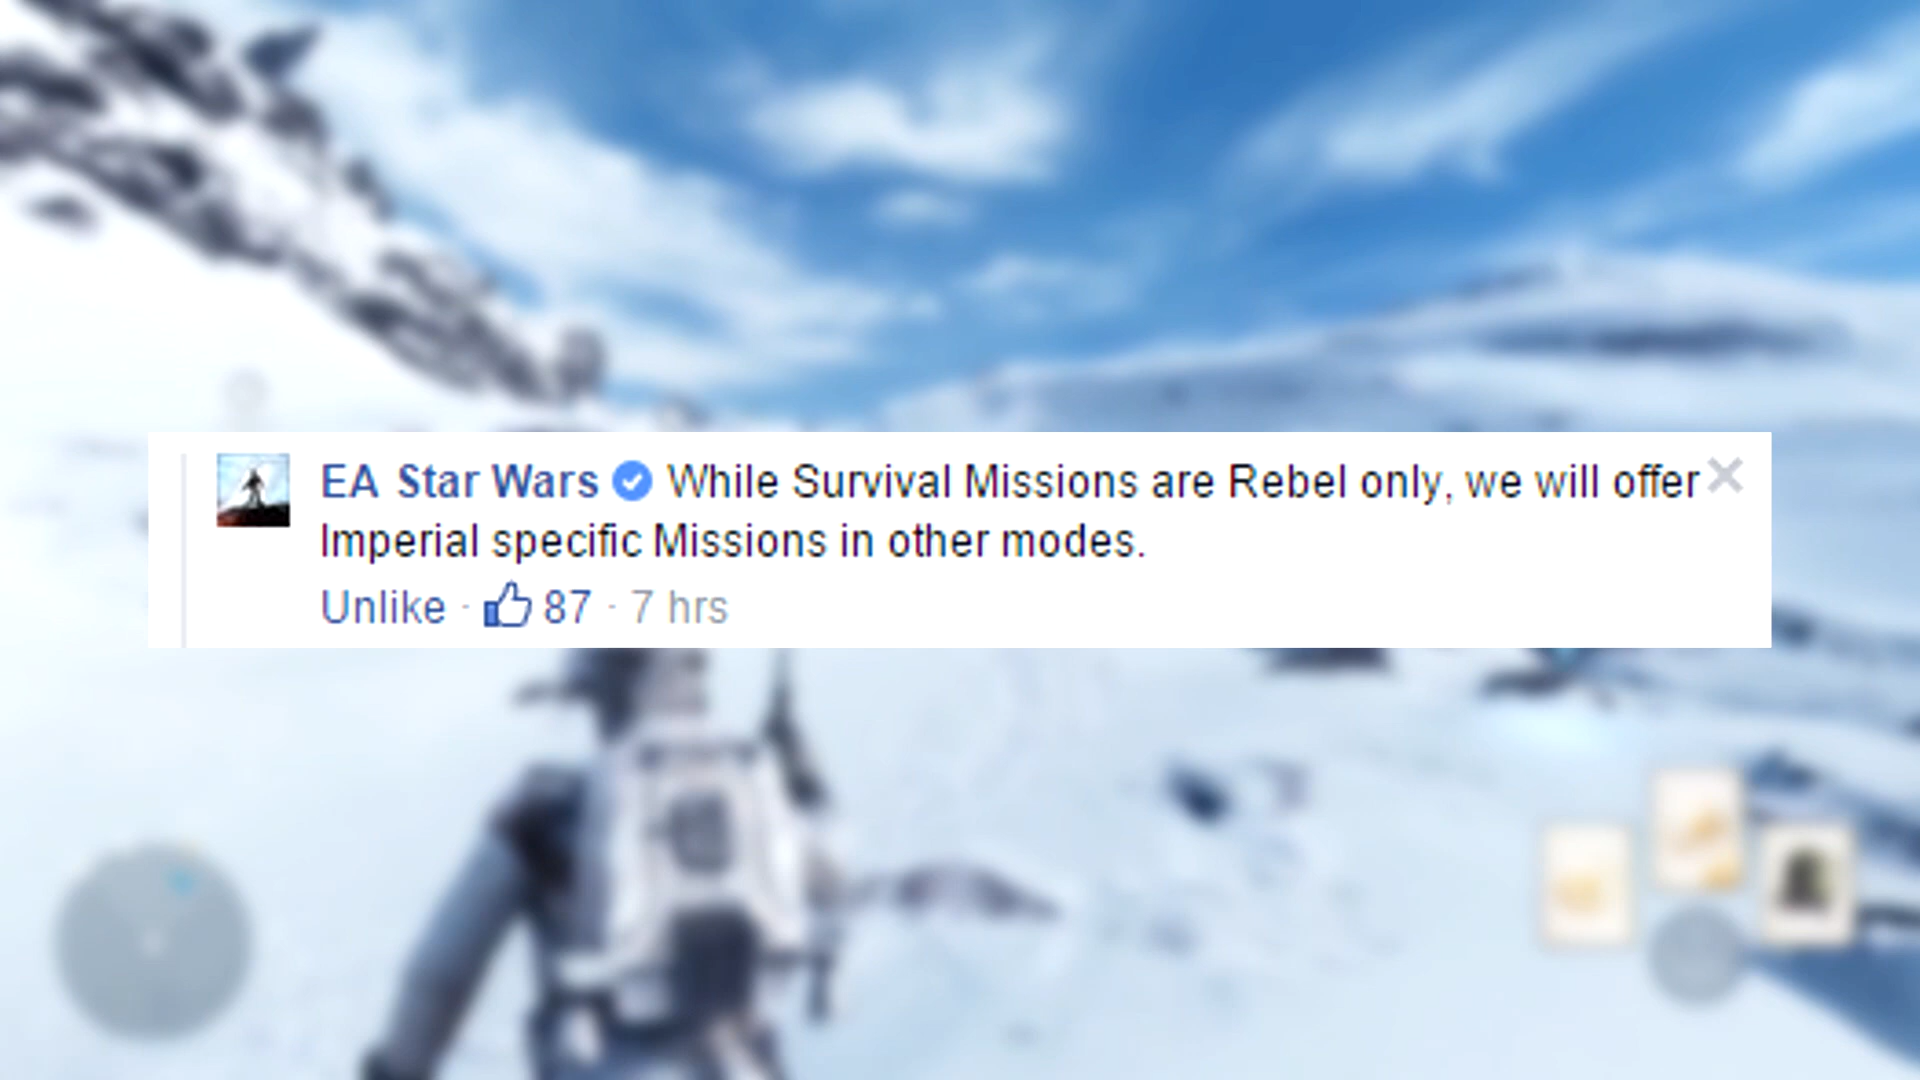 EA Star Wars While Survival Missions are Rebel only, we will offer
Imperial specific Missions in other modes.
Unlike · 87 · 7 hrs